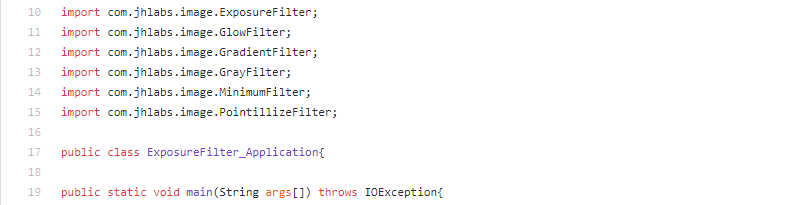 10 import com.jhlabs.image.ExposureFilter;
11 import com.jhlabs.image.GlowFilter;
12 import com.jhlabs.image.GradientFilter;
13 import com.jhlabs.image.GrayFilter;
14 import com.jhlabs.image.MinimumFilter;
15 import com.jhlabs.image.PointillizeFilter;
16
17 public class ExposureFilter_Application{
18
19 public static void main(String args[]) throws IOException{